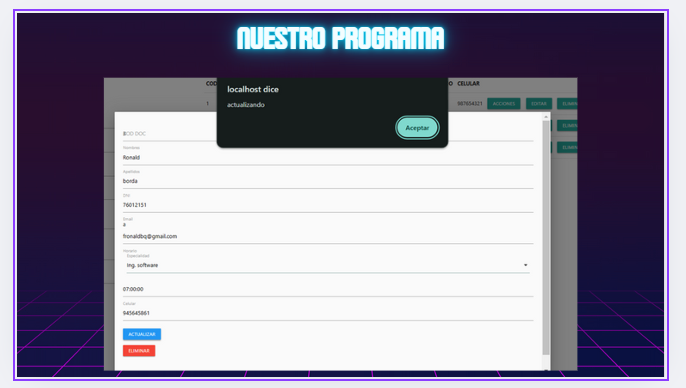 NUESTRO PROGRAMA
COD
O CELULAR
localhost dice
actualizando
Aceptar
1
987654321 ACCIONES EDITAR ELIMIN
ELIMIN
ELIMIN
COD DOC
Nombres
Ronald
Apellidos
borda
DNI
76012151
Email
fronaldbq@gmail.com
Horario
Especialidad
Ing. software
07:00:00
Celular
945645861
ACTUALIZAR
ELIMINAR